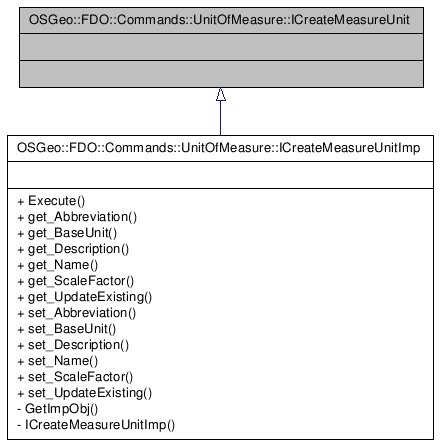 OSGeo::FDO::Commands::UnitOfMeasure::ICreateMeasureUnit
OSGeo::FDO::Commands::UnitOfMeasure::ICreateMeasureUnitImp
+ Execute()
+ get_Abbreviation()
+ get_BaseUnit()
+ get_Description()
+ get_Name()
+ get_ScaleFactor()
+ get_UpdateExisting()
+ set_Abbreviation()
+ set_BaseUnit()
+ set_Description()
+ set_Name()
+ set_ScaleFactor()
+ set_UpdateExisting()
- GetImpObj()
- ICreateMeasureUnitImp()